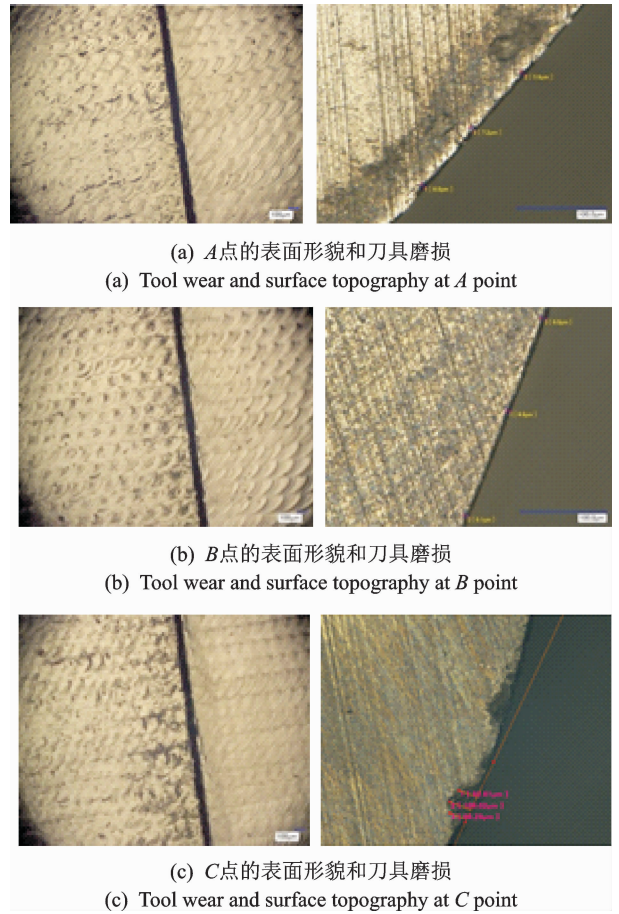 (a) A点的表面形貌和刀具磨损
(a) Tool wear and surface topography at A point
(b) B点的表面形貌和刀具磨损
(b) Tool wear and surface topography at B point
(c) C点的表面形貌和刀具磨损
(c) Tool wear and surface topography at C point